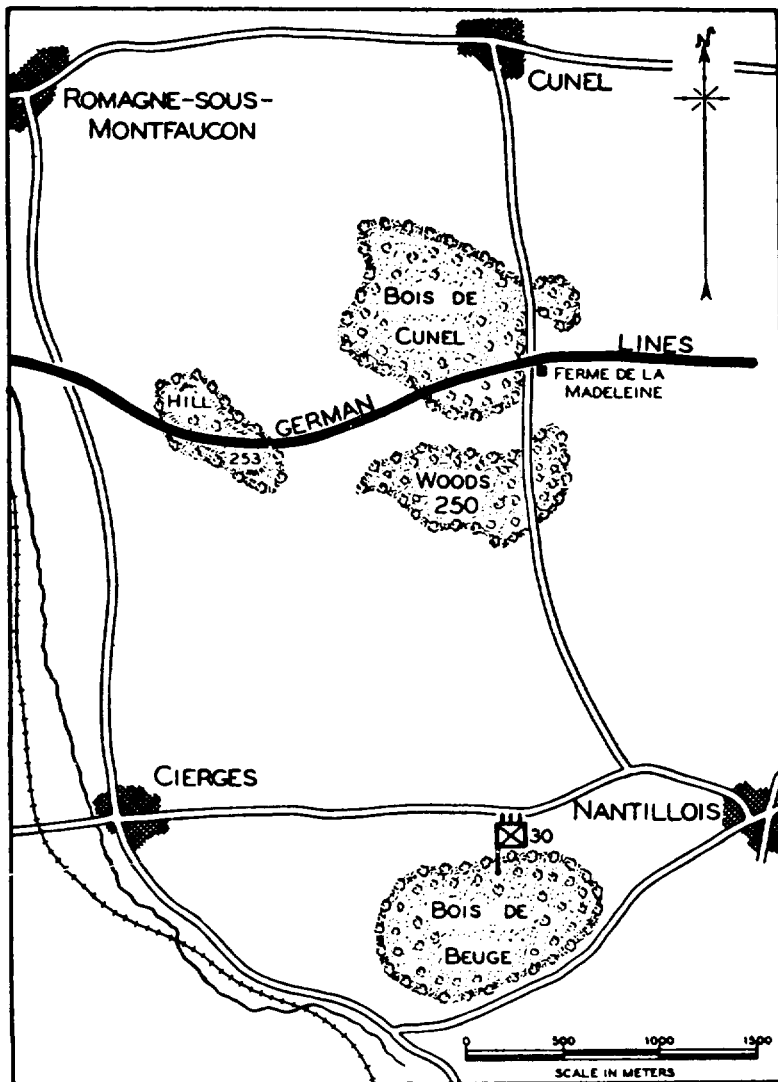 N
CUNEL
ROMAGNE-SOUS-
MONTFAUCON
BOIS DE
CUNEL
LINES
FERME DE LA
MADELEINE
HILL
253
GERMAN
WOODS
250
CIERGES
NANTILLOIS
30
BOIS DE
BEUGE
0 500 1000 1500
SCALE IN METERS